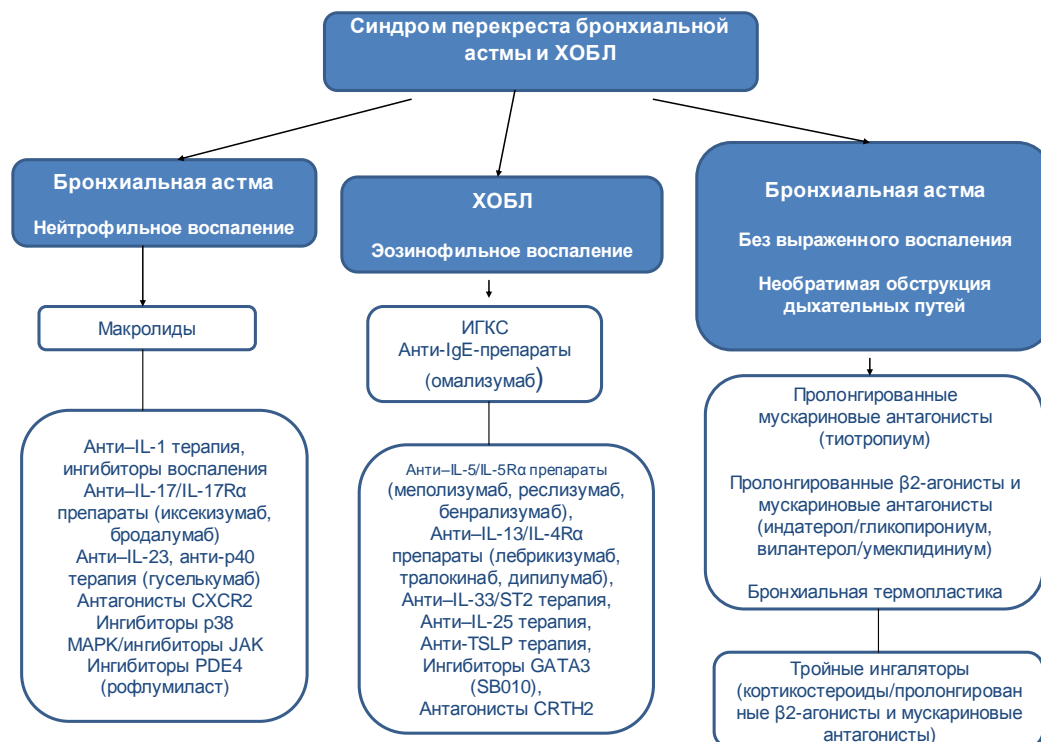 Синдром перекреста бронхиальной
астмы и ХОБЛ
Бронхиальная астма
Нейтрофильное воспаление
Макролиды
Анти–IL-1 терапия,
ингибиторы воспаления
Анти–IL-17/IL-17Rα
препараты (иксекизумаб,
бродалумаб)
Анти–IL-23, анти-p40
терапия (гуселькумаб)
Антагонисты CXCR2
Ингибиторы p38
MAPK/ингибиторы JAK
Ингибиторы PDE4
(рофлумиласт)
ХОБЛ
Эозинофильное воспаление
ИГКС
Анти-IgE-препараты
(омализумаб)
Анти–IL-5/IL-5Rα препараты
(меполизумаб, реслизумаб,
бенрализумаб),
Анти–IL-13/IL-4Rα
препараты (лебрикизумаб,
тралокинаб, дипилумаб),
Анти–IL-33/ST2 терапия,
Анти–IL-25 терапия,
Анти-TSLP терапия,
Ингибиторы GATA3
(SB010),
Антагонисты CRTH2
Бронхиальная астма
Без выраженного воспаления
Необратимая обструкция
дыхательных путей
Пролонгированные
мускариновые антагонисты
(тиотропиум)
Пролонгированные β2-агонисты и
мускариновые антагонисты
(индатерол/гликопирониум,
вилантерол/умеклидиниум)
Бронхиальная термопластика
Тройные ингаляторы
(кортикостероиды/пролонгирован
ные β2-агонисты и мускариновые
антагонисты)